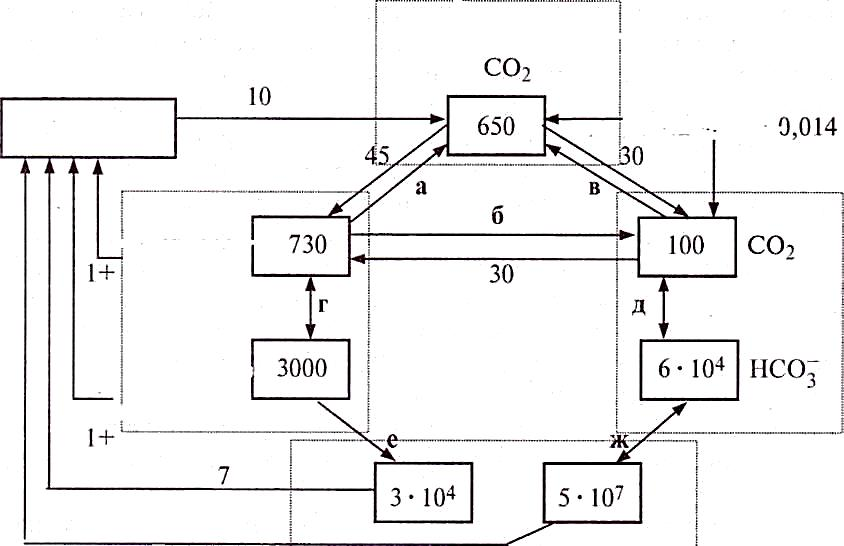 CO₂
10
650
0,014
45
30
а
в
б
730
100
CO₂
30
1+
г
д
3000
6 · 10⁴
HCO₃⁻
1+
е
ж
7
3 · 10⁴
5 · 10⁷